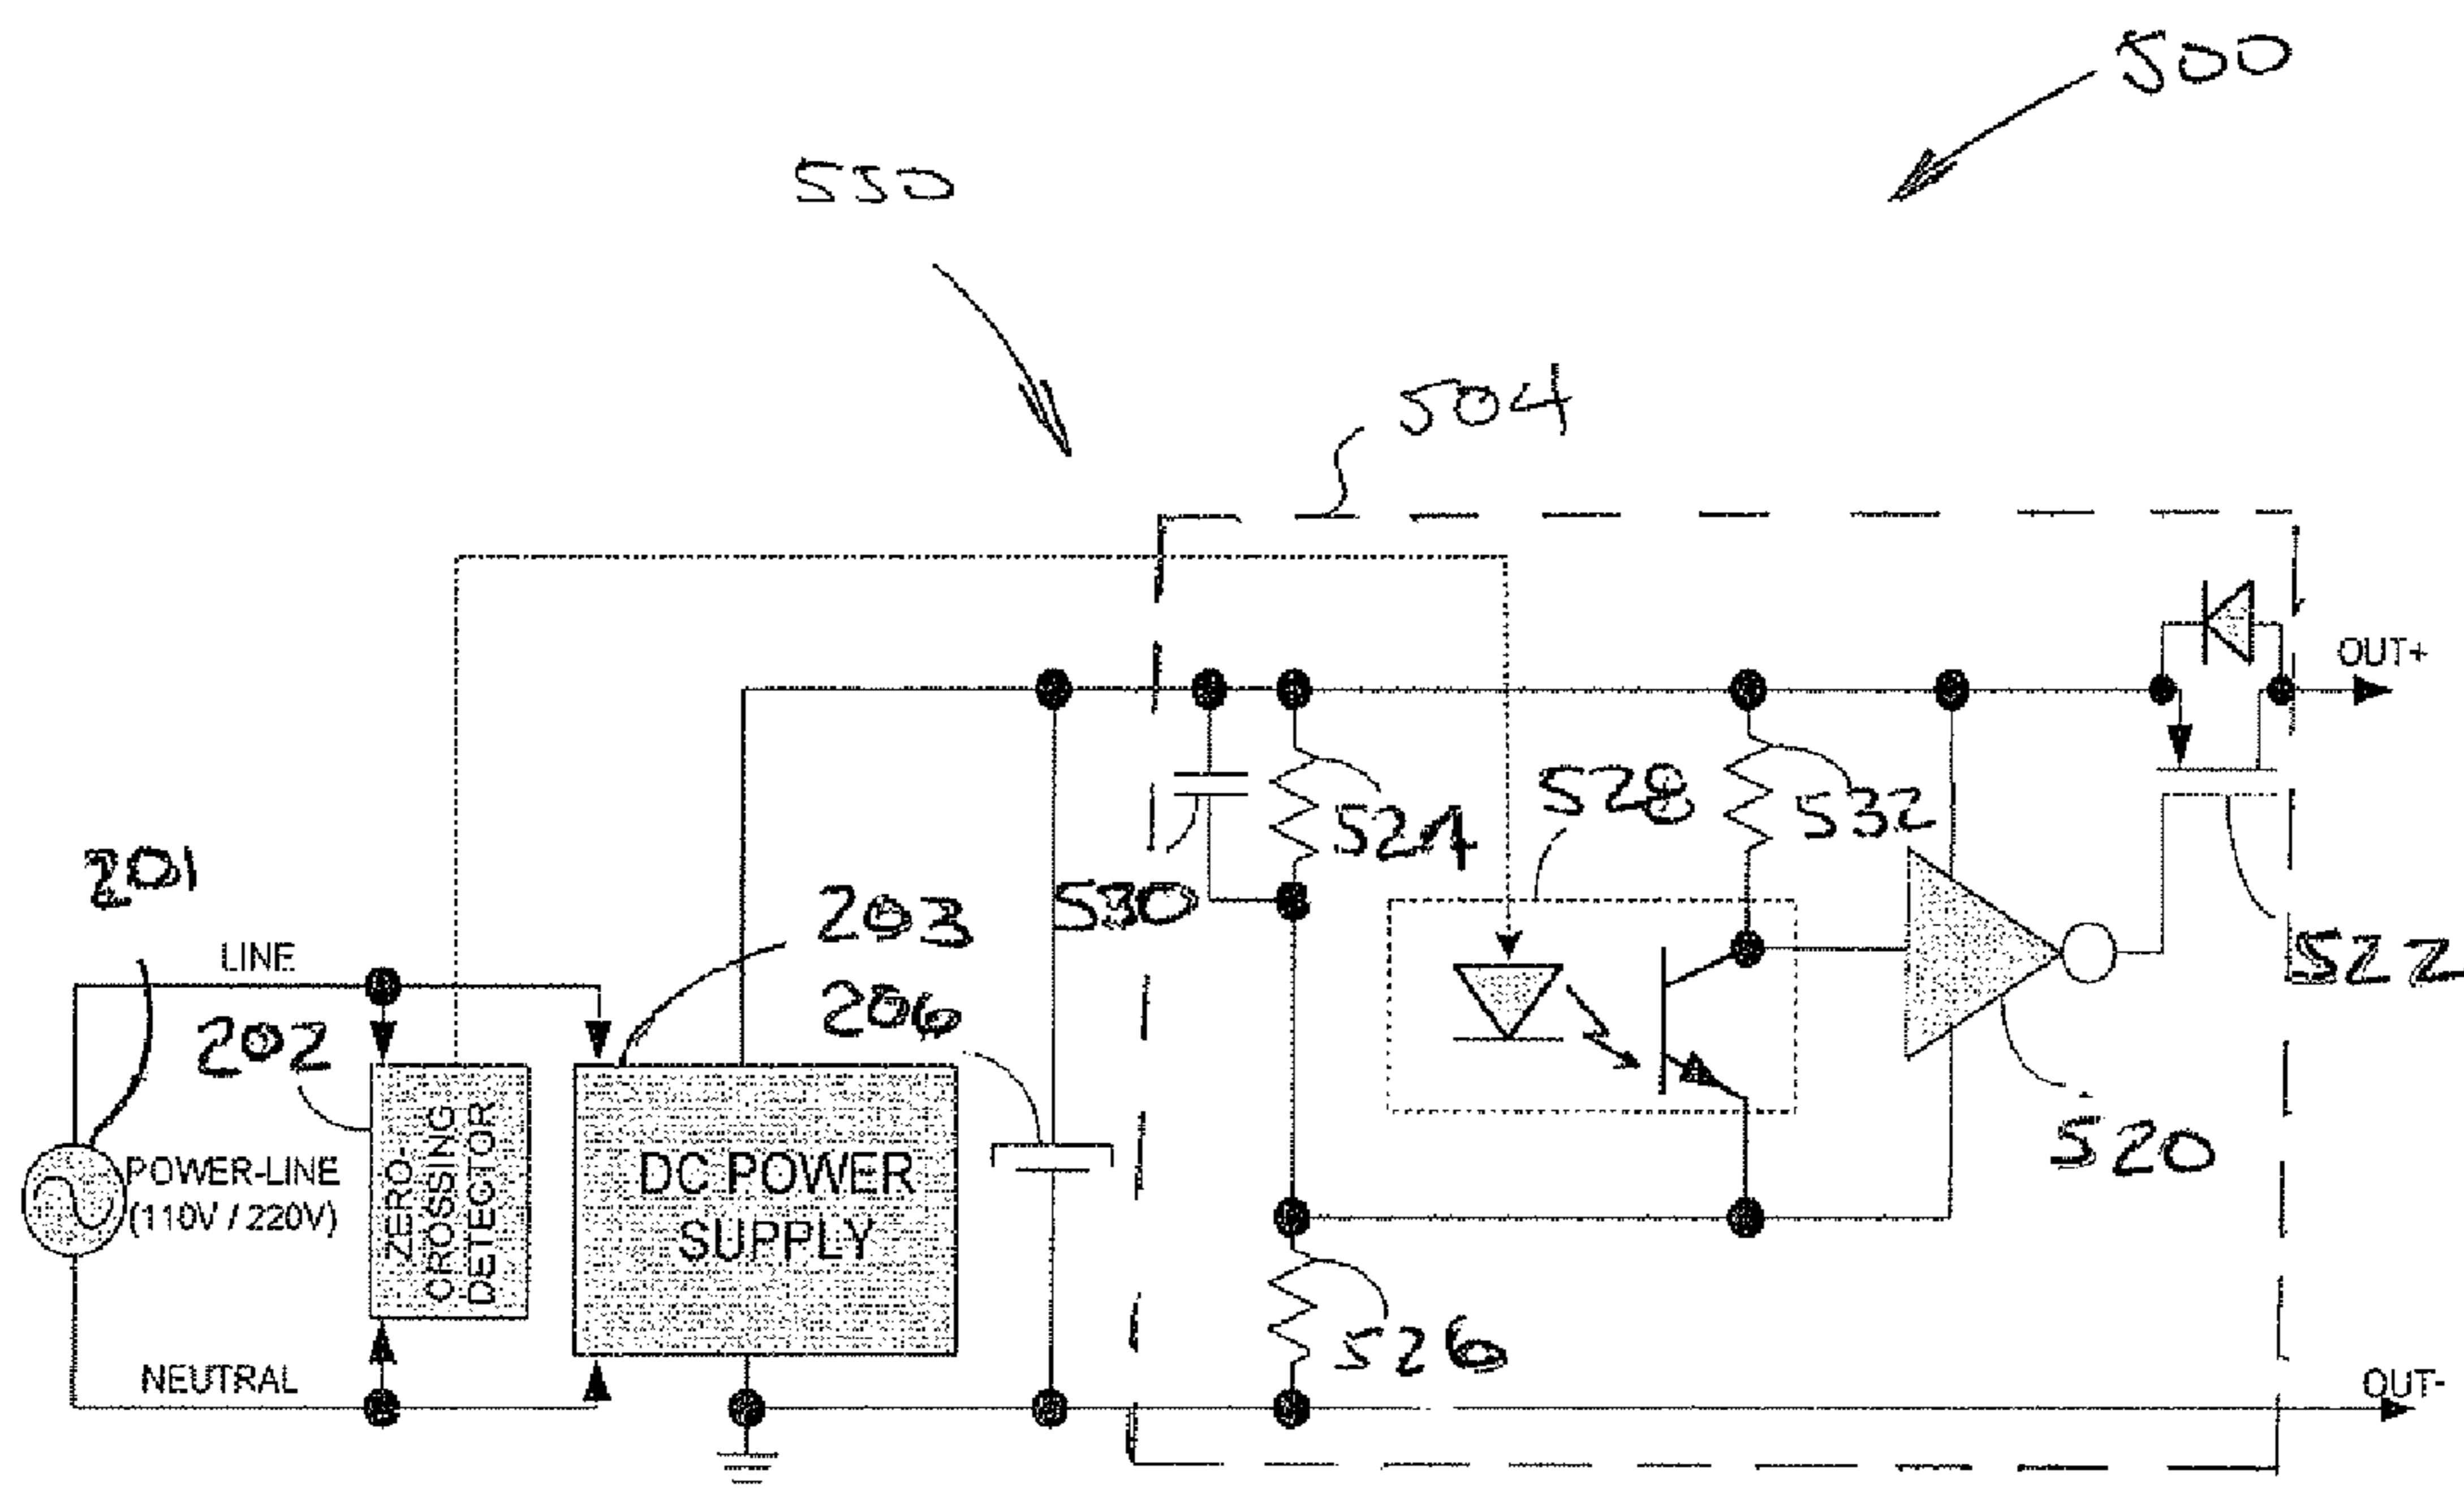 500
550
504
OUT+
528
524
532
201
530
203
LINE
206
522
202
520
POWER-LINE
(110V / 220V)
ZERO-
CROSSING
DETECTOR
DC POWER
SUPPLY
526
NEUTRAL
OUT-